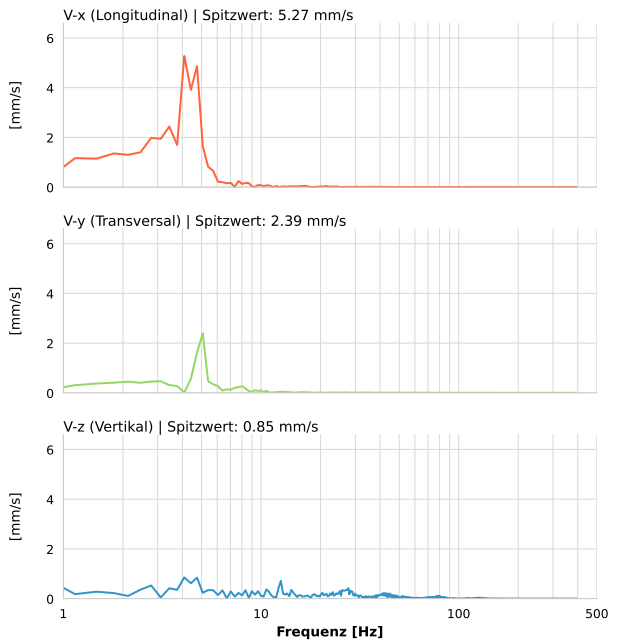 V-x (Longitudinal) | Spitzwert: 5.27 mm/s
6
4
2
0
[mm/s]
V-y (Transversal) | Spitzwert: 2.39 mm/s
6
4
2
0
[mm/s]
V-z (Vertikal) | Spitzwert: 0.85 mm/s
6
4
2
0
[mm/s]
1 10 100 500
Frequenz [Hz]